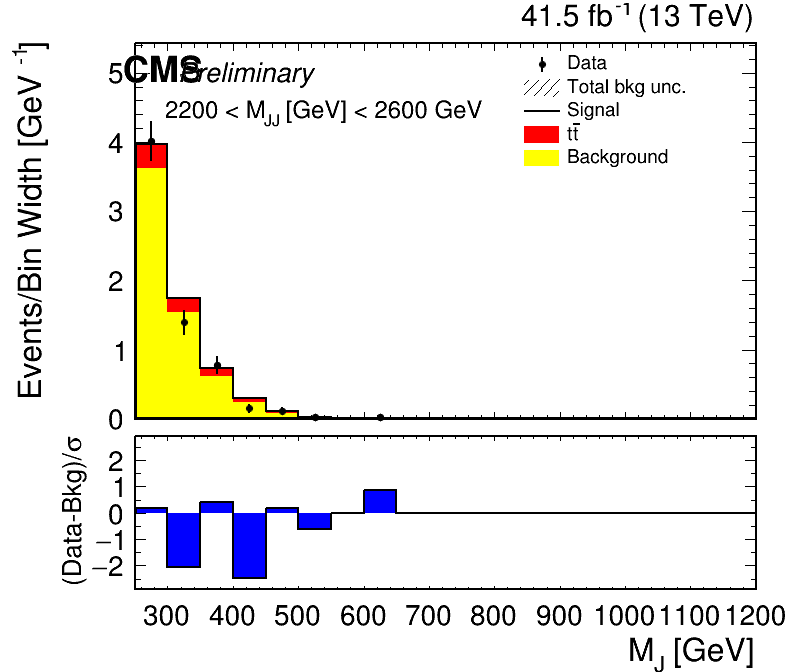 41.5 fb⁻¹ (13 TeV)
CMS Preliminary
2200 < M_JJ [GeV] < 2600 GeV
Data
Total bkg unc.
Signal
tt̄
Background
Events/Bin Width [GeV⁻¹]
5
4
3
2
1
0
(Data-Bkg)/σ
2
1
0
−1
−2
300 400 500 600 700 800 900 1000 1100 1200
M_J [GeV]